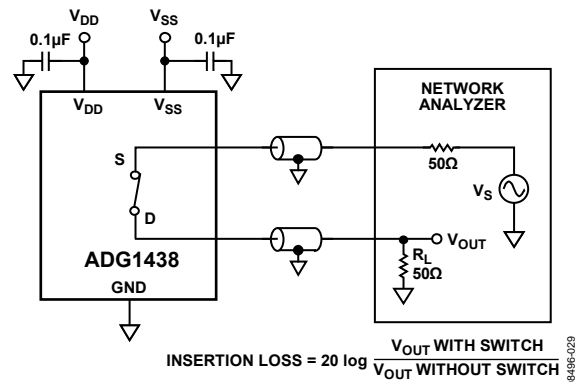 VDD
VSS
0.1µF
0.1µF
VDD
VSS
NETWORK
ANALYZER
S
50Ω
VS
D
VOUT
RL
50Ω
ADG1438
GND
INSERTION LOSS = 20 log VOUT WITH SWITCH
VOUT WITHOUT SWITCH
8496-029